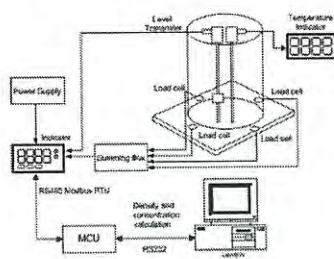 Level
Transmitter
Temperature
Indicator
Power Supply
Load cell
Load cell
Indicator
Summing Box
Load cell
Load cell
RS485 Modbus RTU
Density and
concentration
calculation
MCU
RS232